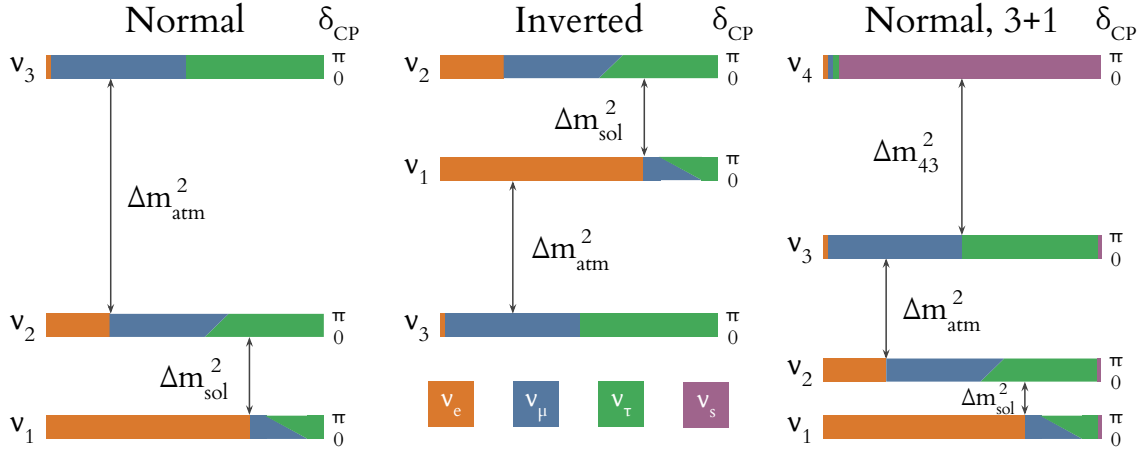 Normal δCP
ν3 π
0
Δm²atm
ν2 π
0
Δm²sol
ν1 π
0
Inverted δCP
ν2 π
0
Δm²sol
ν1 π
0
Δm²atm
ν3 π
0
νe νμ ντ νs
Normal, 3+1 δCP
ν4 π
0
Δm²43
ν3 π
0
Δm²atm
ν2 π
0
Δm²sol
ν1 π
0